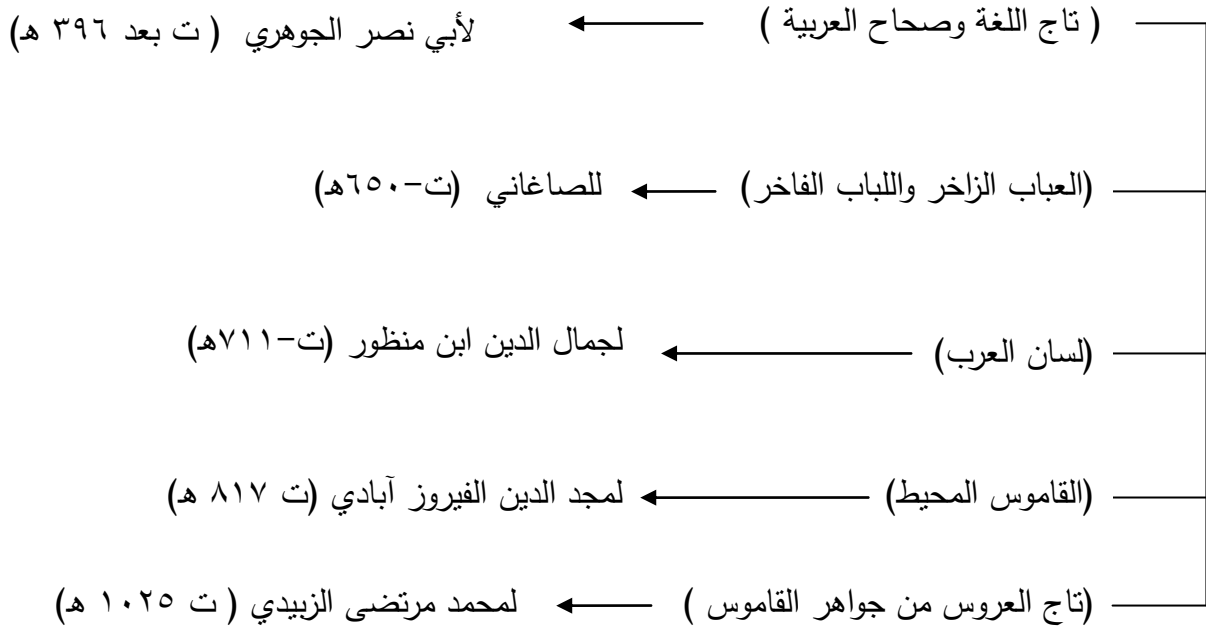 ( تاج اللغة وصحاح العربية ) لأبي نصر الجوهري ( ت بعد ٣٩٦ هـ)
(العباب الزاخر واللباب الفاخر) للصاغاني (ت-٦٥٠هـ)
(لسان العرب) لجمال الدين ابن منظور (ت-٧١١هـ)
(القاموس المحيط) لمجد الدين الفيروز آبادي (ت ٨١٧ هـ)
(تاج العروس من جواهر القاموس ) لمحمد مرتضى الزبيدي ( ت ١٠٢٥ هـ)